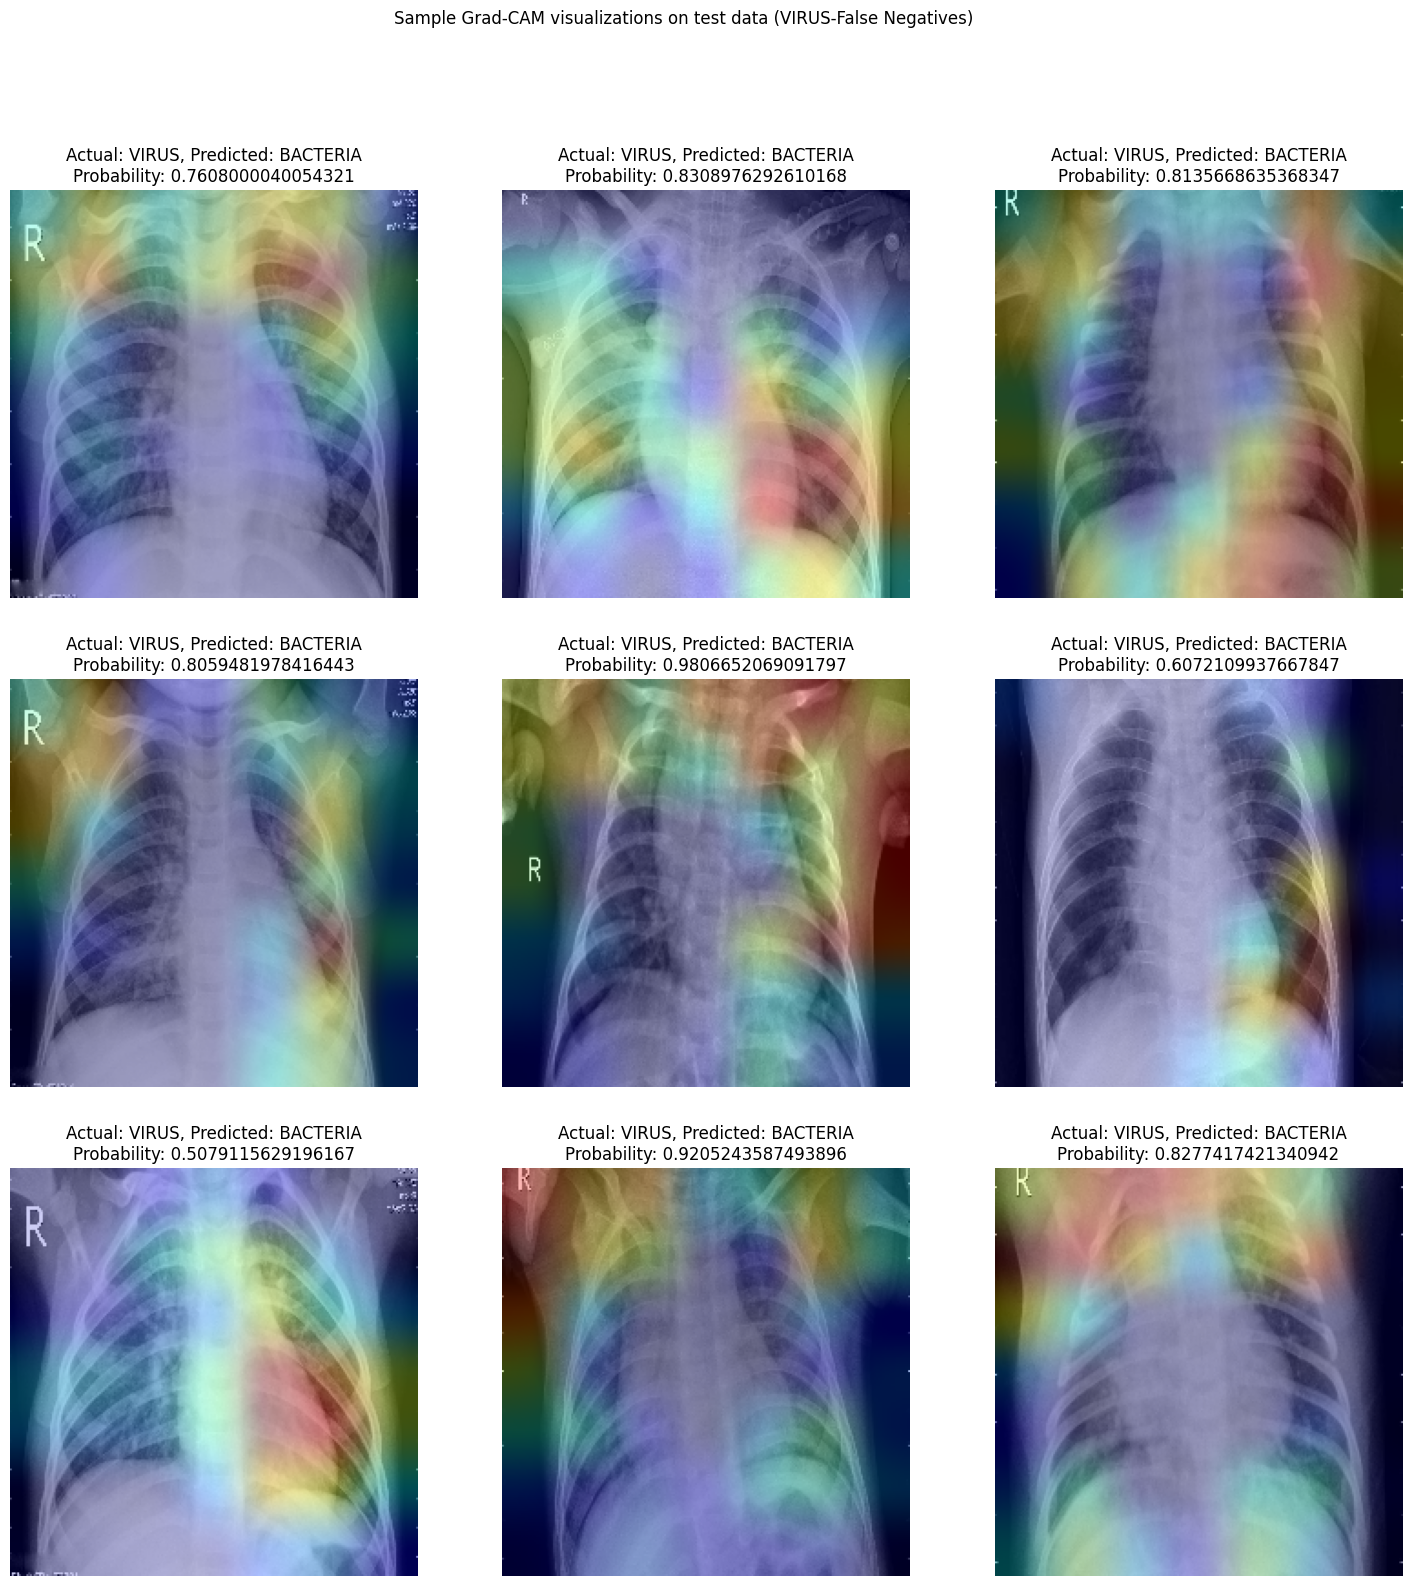 Sample Grad-CAM visualizations on test data (VIRUS-False Negatives)
Actual: VIRUS, Predicted: BACTERIA
Probability: 0.7608000040054321
Actual: VIRUS, Predicted: BACTERIA
Probability: 0.8308976292610168
Actual: VIRUS, Predicted: BACTERIA
Probability: 0.8135668635368347
R
R
R
Actual: VIRUS, Predicted: BACTERIA
Probability: 0.8059481978416443
Actual: VIRUS, Predicted: BACTERIA
Probability: 0.9806652069091797
Actual: VIRUS, Predicted: BACTERIA
Probability: 0.6072109937667847
R
R
Actual: VIRUS, Predicted: BACTERIA
Probability: 0.5079115629196167
Actual: VIRUS, Predicted: BACTERIA
Probability: 0.9205243587493896
Actual: VIRUS, Predicted: BACTERIA
Probability: 0.8277417421340942
R
R
R